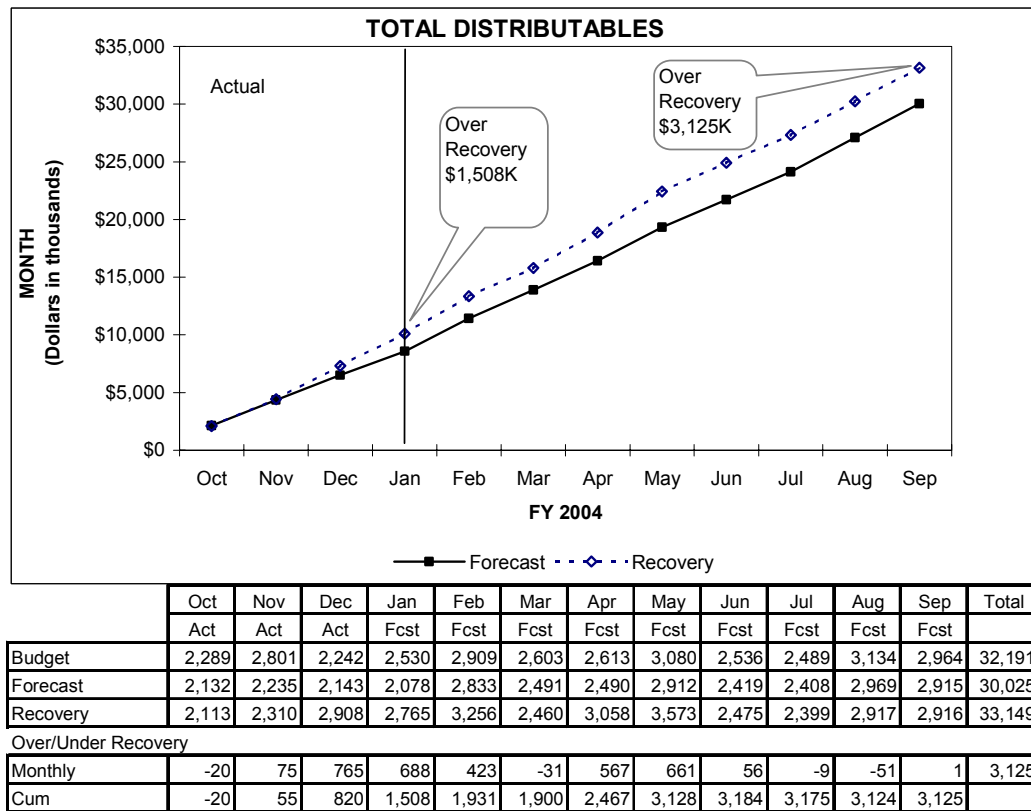 TOTAL DISTRIBUTABLES
$35,000
$30,000
$25,000
$20,000
$15,000
$10,000
$5,000
$0
MONTH
(Dollars in thousands)
Actual
Over
Recovery
$1,508K
Over
Recovery
$3,125K
Oct Nov Dec Jan Feb Mar Apr May Jun Jul Aug Sep
FY 2004
Forecast Recovery
Oct Nov Dec Jan Feb Mar Apr May Jun Jul Aug Sep Total
Act Act Act Fcst Fcst Fcst Fcst Fcst Fcst Fcst Fcst Fcst
Budget 2,289 2,801 2,242 2,530 2,909 2,603 2,613 3,080 2,536 2,489 3,134 2,964 32,191
Forecast 2,132 2,235 2,143 2,078 2,833 2,491 2,490 2,912 2,419 2,408 2,969 2,915 30,025
Recovery 2,113 2,310 2,908 2,765 3,256 2,460 3,058 3,573 2,475 2,399 2,917 2,916 33,149
Over/Under Recovery
Monthly -20 75 765 688 423 -31 567 661 56 -9 -51 1 3,125
Cum -20 55 820 1,508 1,931 1,900 2,467 3,128 3,184 3,175 3,124 3,125